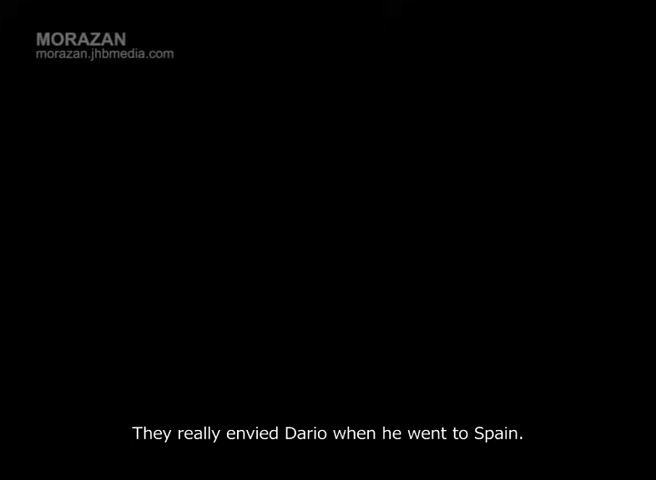 MORAZAN
morazan.jhbmedia.com
They really envied Dario when he went to Spain.